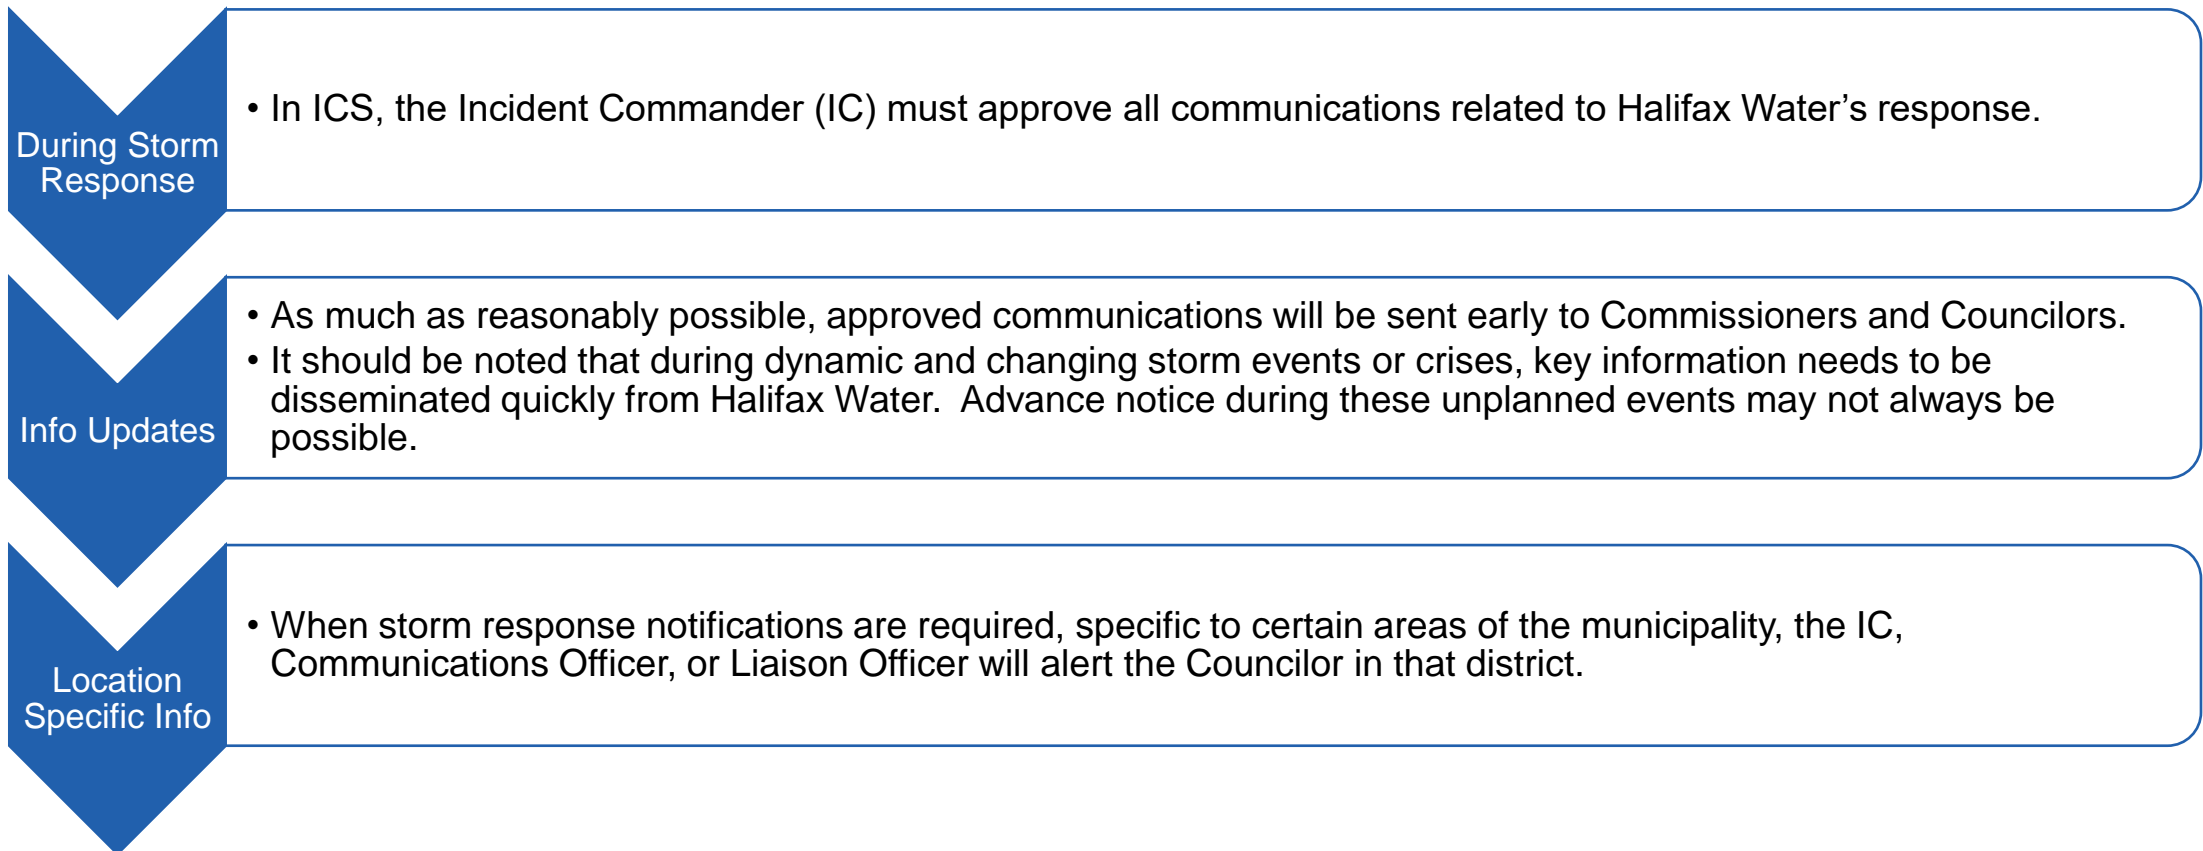 During Storm
Response
• In ICS, the Incident Commander (IC) must approve all communications related to Halifax Water’s response.
Info Updates
• As much as reasonably possible, approved communications will be sent early to Commissioners and Councilors.
• It should be noted that during dynamic and changing storm events or crises, key information needs to be
disseminated quickly from Halifax Water.  Advance notice during these unplanned events may not always be
possible.
Location
Specific Info
• When storm response notifications are required, specific to certain areas of the municipality, the IC,
Communications Officer, or Liaison Officer will alert the Councilor in that district.